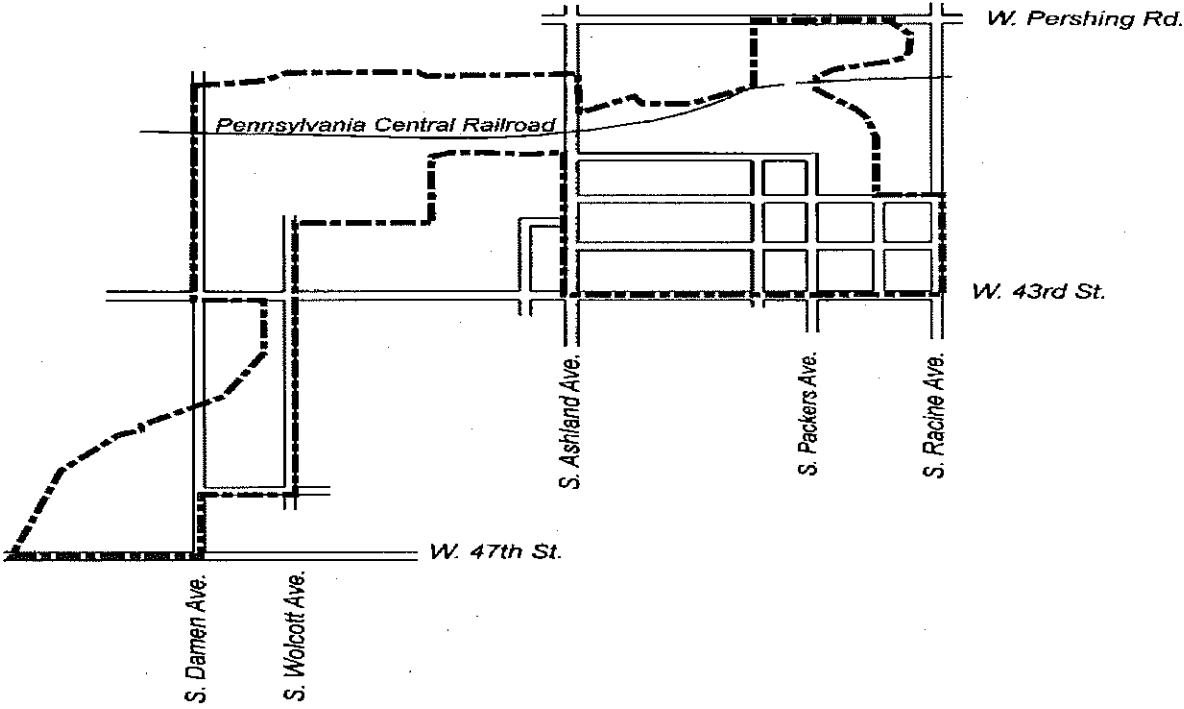 W. Pershing Rd.
Pennsylvania Central Railroad
W. 43rd St.
S. Ashland Ave.
S. Packers Ave.
S. Racine Ave.
W. 47th St.
S. Damen Ave.
S. Wolcott Ave.